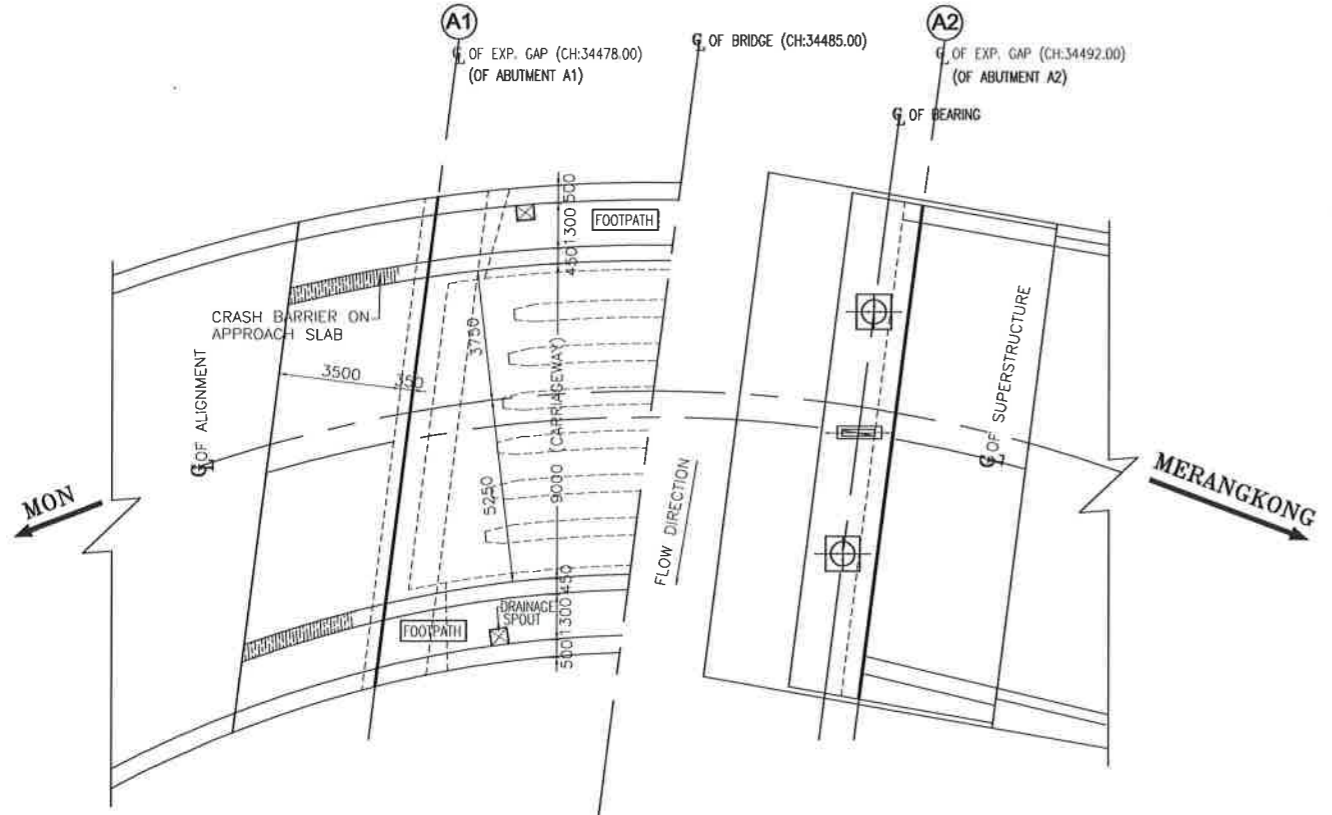 A1
℄ OF EXP. GAP (CH:34478.00)
(OF ABUTMENT A1)
℄ OF BRIDGE (CH:34485.00)
A2
℄ OF EXP. GAP (CH:34492.00)
(OF ABUTMENT A2)
℄ OF BEARING
500
1300
450
FOOTPATH
CRASH BARRIER ON
APPROACH SLAB
3500
350
3750
5250
9000 (CARRIAGEWAY)
℄ OF ALIGNMENT
℄ OF SUPERSTRUCTURE
MON
MERANGKONG
FLOW DIRECTION
450
1300
500
FOOTPATH
DRAINAGE
SPOUT